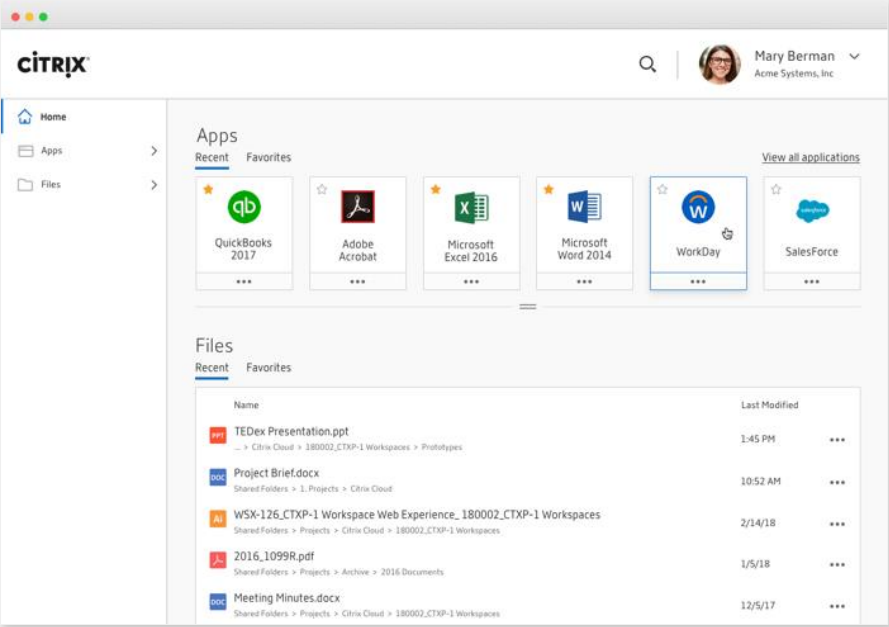 CİTRIX
Mary Berman
Acme Systems, Inc
Home
Apps
Files
Apps
Recent Favorites
View all applications
qb
QuickBooks
2017
Adobe
Acrobat
X
Microsoft
Excel 2016
W
Microsoft
Word 2014
W
WorkDay
salesforce
SalesForce
Files
Recent Favorites
Name Last Modified
PPT TEDex Presentation.ppt 1:45 PM
... > Citrix Cloud > 180002_CTXP-1 Workspaces > Prototypes
DOC Project Brief.docx 10:52 AM
Shared Folders > 1. Projects > Citrix Cloud
Ai WSX-126_CTXP-1 Workspace Web Experience_ 180002_CTXP-1 Workspaces 2/14/18
Shared Folders > Projects > Citrix Cloud > 180002_CTXP-1 Workspaces
2016_1099R.pdf 1/5/18
Shared Folders > Projects > Archive > 2016 Documents
DOC Meeting Minutes.docx 12/5/17
Shared Folders > Projects > Citrix Cloud > 180002_CTXP-1 Workspaces